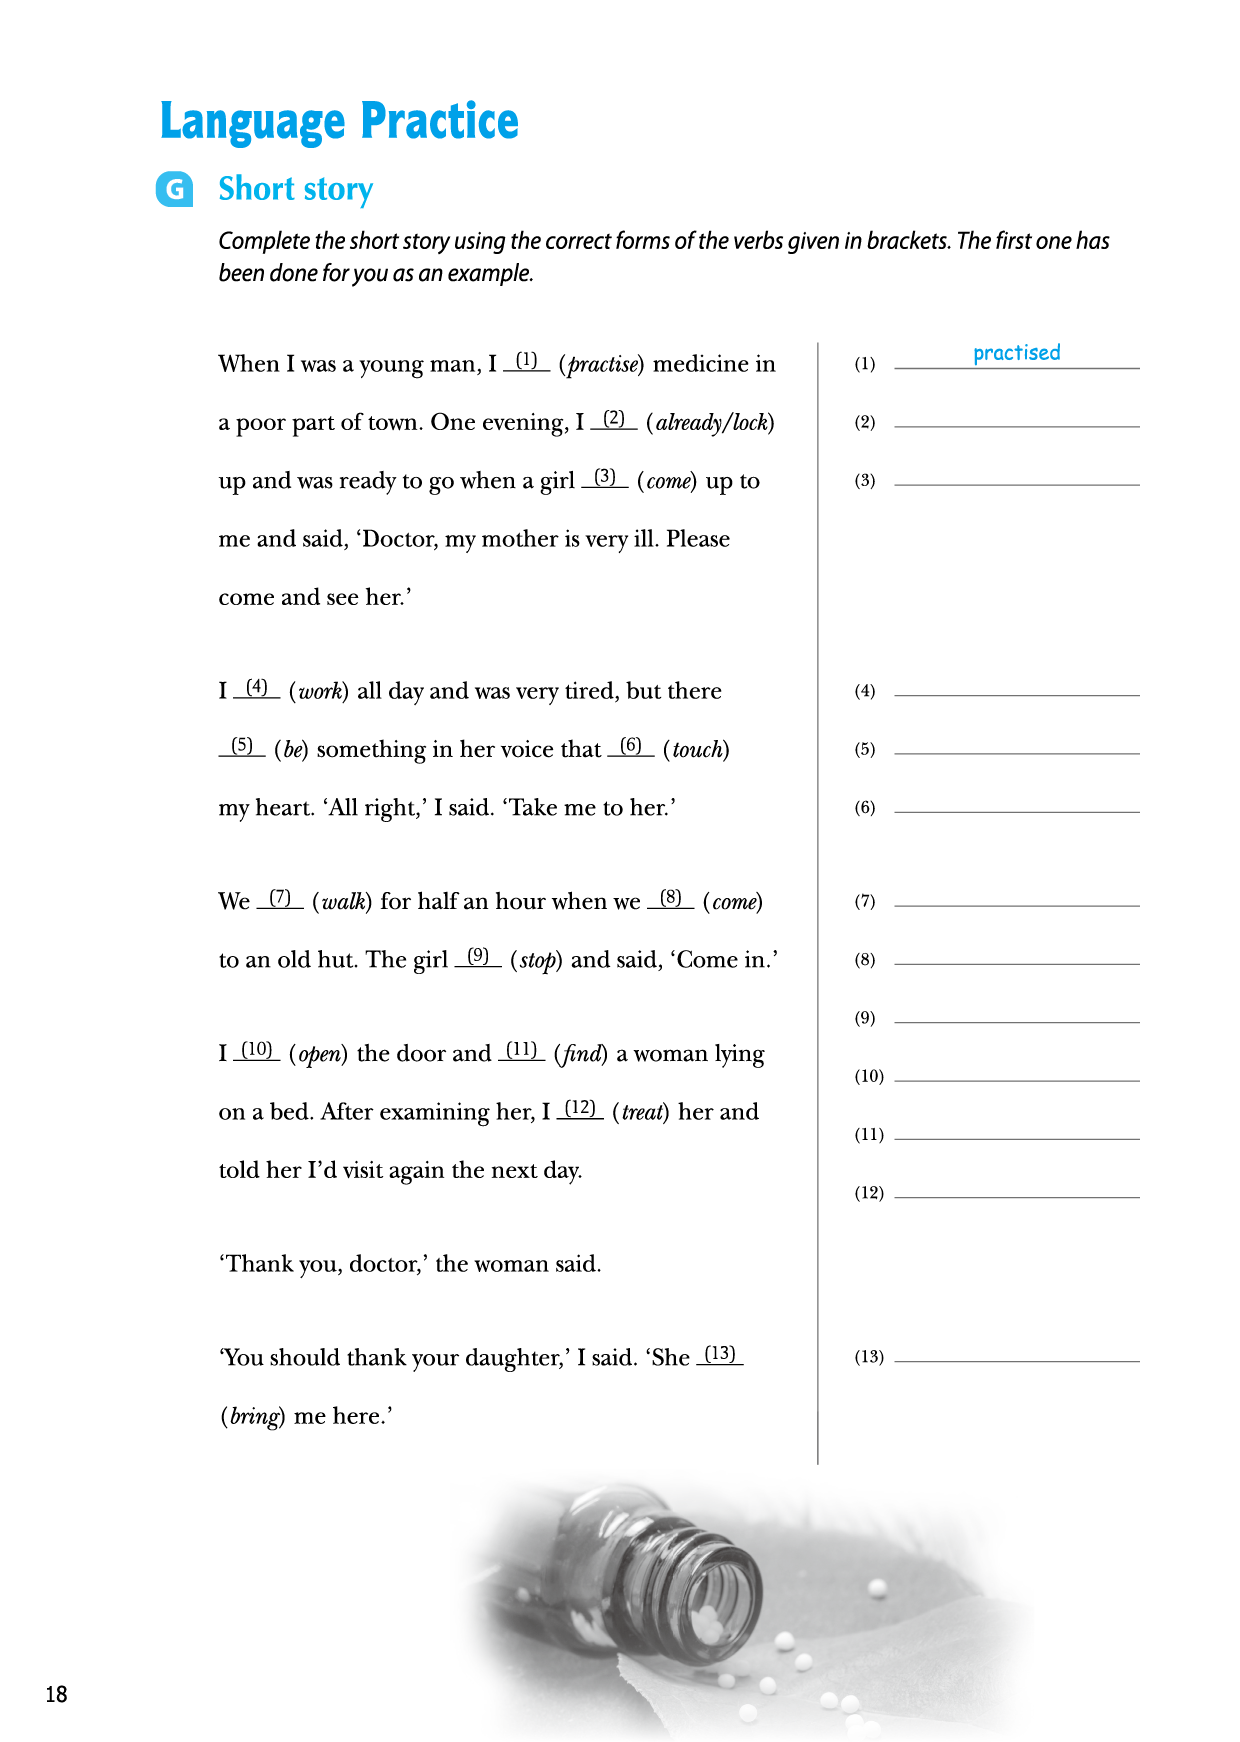 Language Practice
G Short story
Complete the short story using the correct forms of the verbs given in brackets. The first one has
been done for you as an example.
When I was a young man, I (1) (practise) medicine in
a poor part of town. One evening, I (2) (already/lock)
up and was ready to go when a girl (3) (come) up to
me and said, ‘Doctor, my mother is very ill. Please
come and see her.’
I (4) (work) all day and was very tired, but there
(5) (be) something in her voice that (6) (touch)
my heart. ‘All right,’ I said. ‘Take me to her.’
We (7) (walk) for half an hour when we (8) (come)
to an old hut. The girl (9) (stop) and said, ‘Come in.’
I (10) (open) the door and (11) (find) a woman lying
on a bed. After examining her, I (12) (treat) her and
told her I’d visit again the next day.
‘Thank you, doctor,’ the woman said.
‘You should thank your daughter,’ I said. ‘She (13)
(bring) me here.’
(1) practised
(2)
(3)
(4)
(5)
(6)
(7)
(8)
(9)
(10)
(11)
(12)
(13)
18